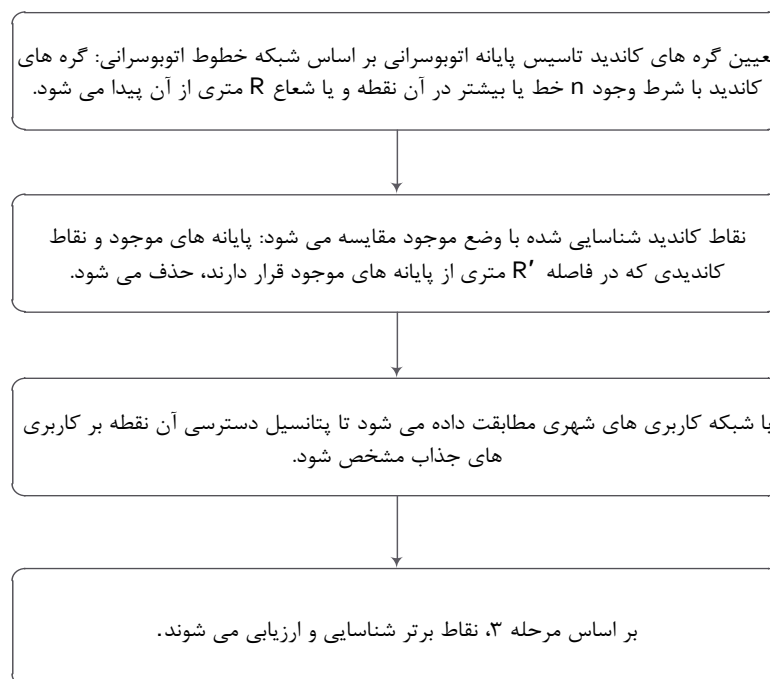 عیین گره های کاندید تاسیس پایانه اتوبوسرانی بر اساس شبکه خطوط اتوبوسرانی: گره های
کاندید با شرط وجود n خط یا بیشتر در آن نقطه و یا شعاع R متری از آن پیدا می شود.
نقاط کاندید شناسایی شده با وضع موجود مقایسه می شود: پایانه های موجود و نقاط
کاندیدی که در فاصله R′ متری از پایانه های موجود قرار دارند، حذف می شود.
با شبکه کاربری های شهری مطابقت داده می شود تا پتانسیل دسترسی آن نقطه بر کاربری
های جذاب مشخص شود.
بر اساس مرحله ۳، نقاط برتر شناسایی و ارزیابی می شوند.